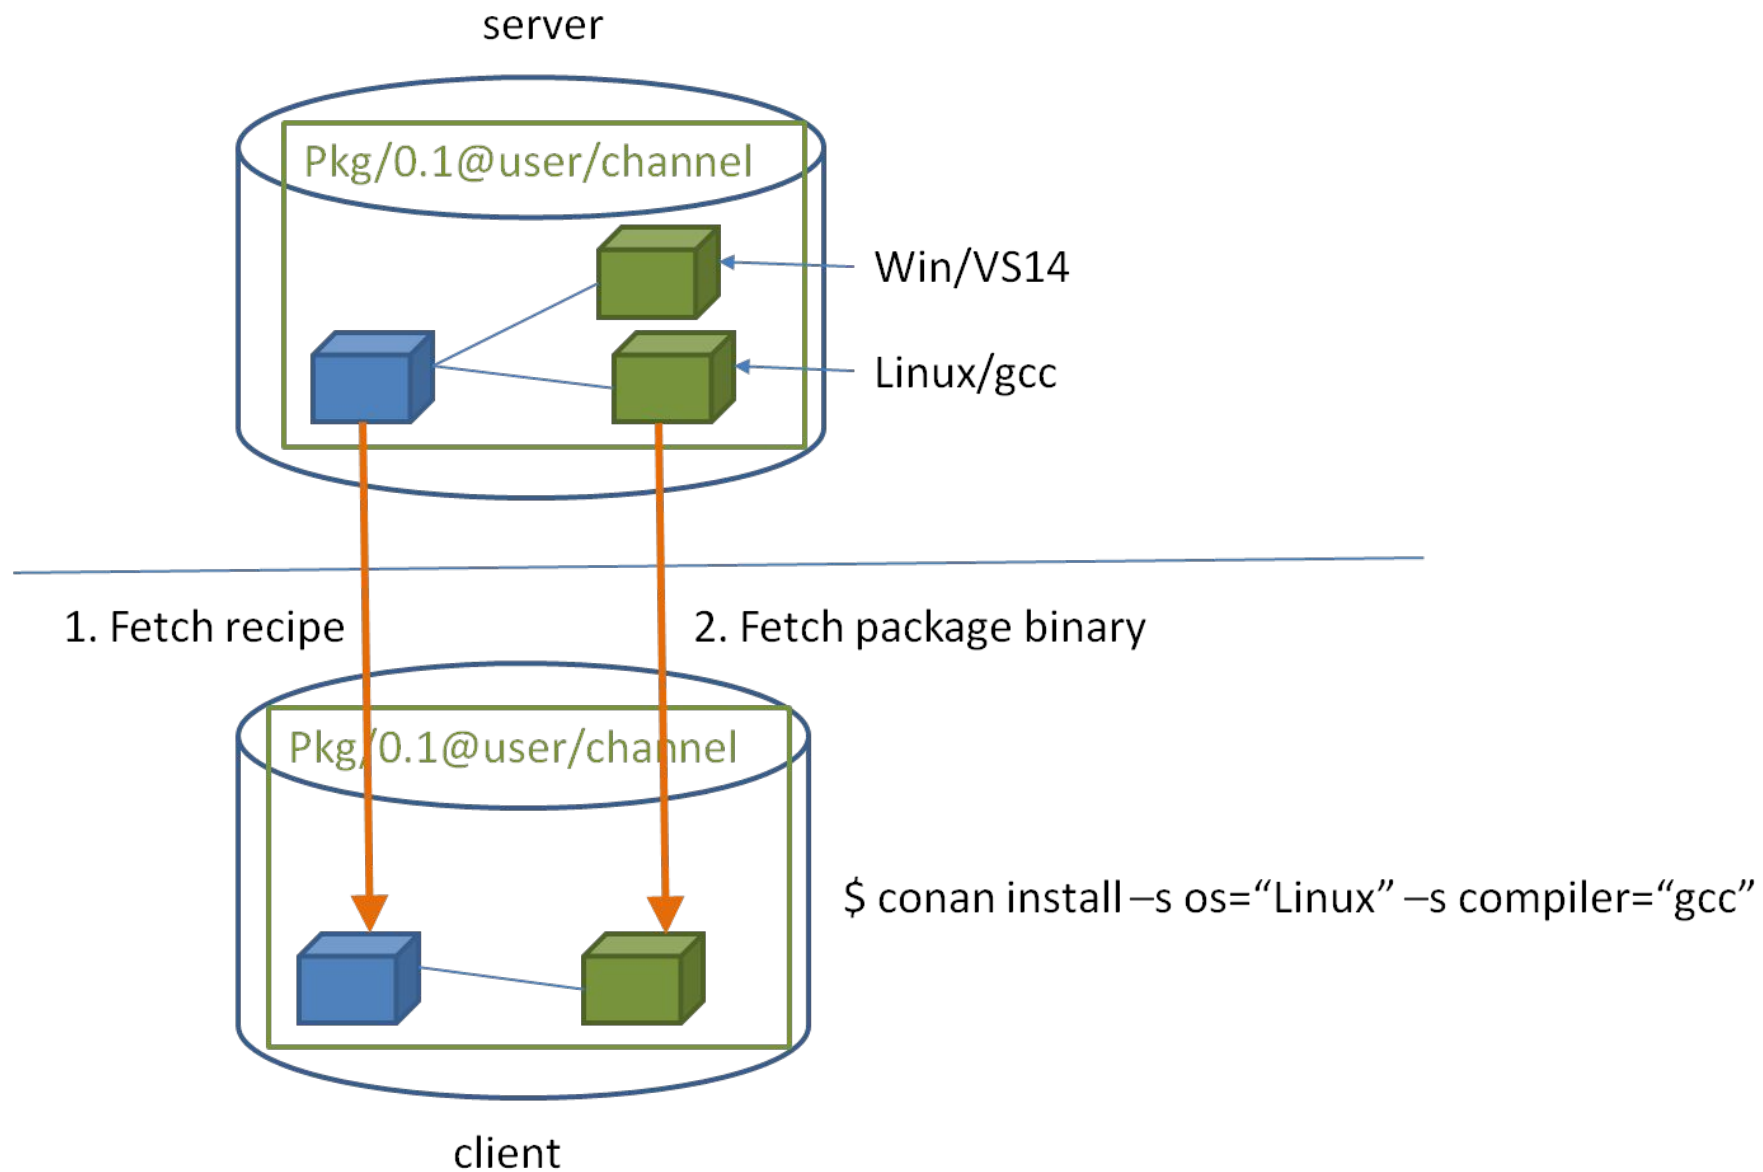 server
Pkg/0.1@user/channel
Win/VS14
Linux/gcc
1. Fetch recipe
2. Fetch package binary
Pkg/0.1@user/channel
$ conan install –s os=“Linux” –s compiler=“gcc”
client